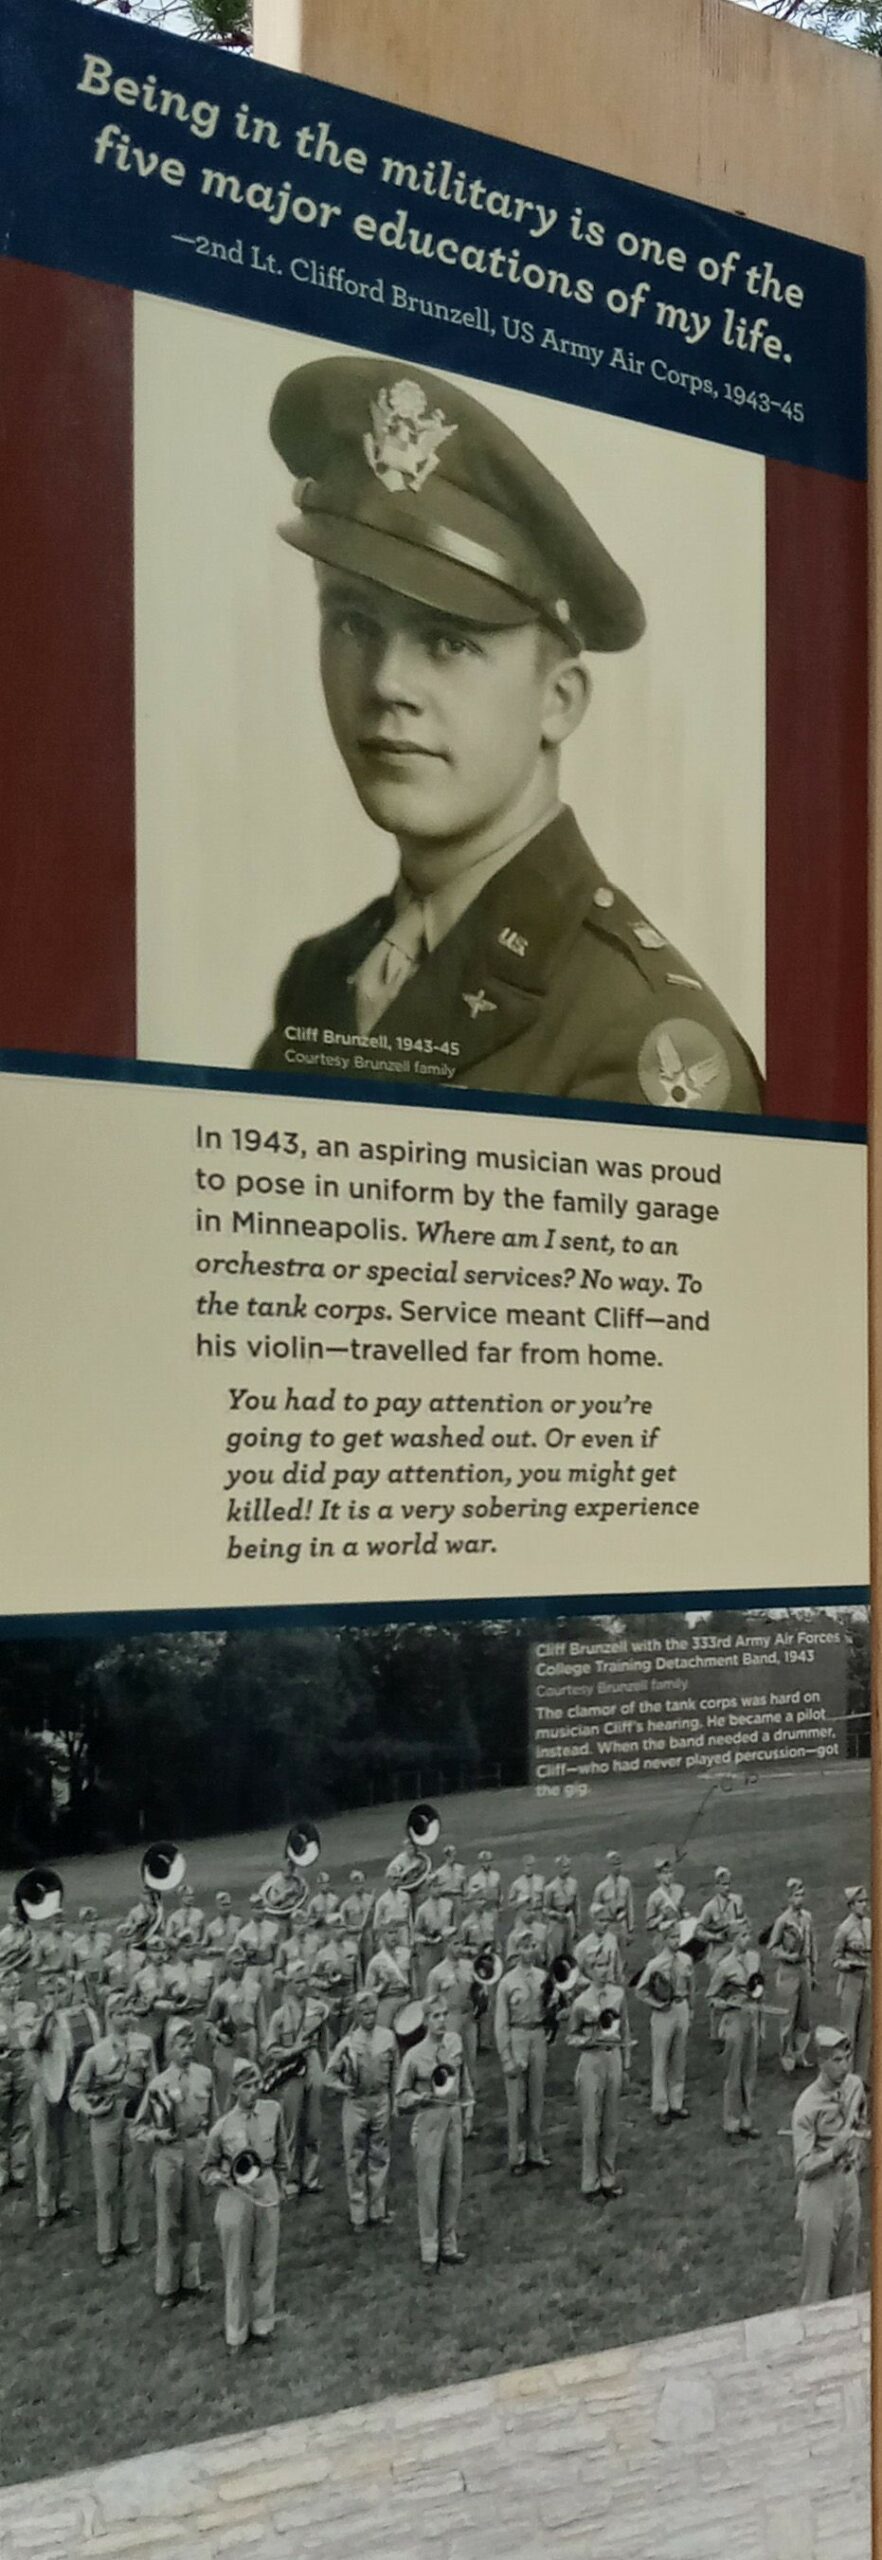 Being in the military is one of the
five major educations of my life.
—2nd Lt. Clifford Brunzell, US Army Air Corps, 1943–45
US
Cliff Brunzell, 1943-45
Courtesy Brunzell family
In 1943, an aspiring musician was proud
to pose in uniform by the family garage
in Minneapolis. Where am I sent, to an
orchestra or special services? No way. To
the tank corps. Service meant Cliff—and
his violin—travelled far from home.
You had to pay attention or you're
going to get washed out. Or even if
you did pay attention, you might get
killed! It is a very sobering experience
being in a world war.
Cliff Brunzell with the 333rd Army Air Forces
College Training Detachment Band, 1943
Courtesy Brunzell family
The clamor of the tank corps was hard on
musician Cliff's hearing. He became a pilot
instead. When the band needed a drummer,
Cliff—who had never played percussion—got
the gig.